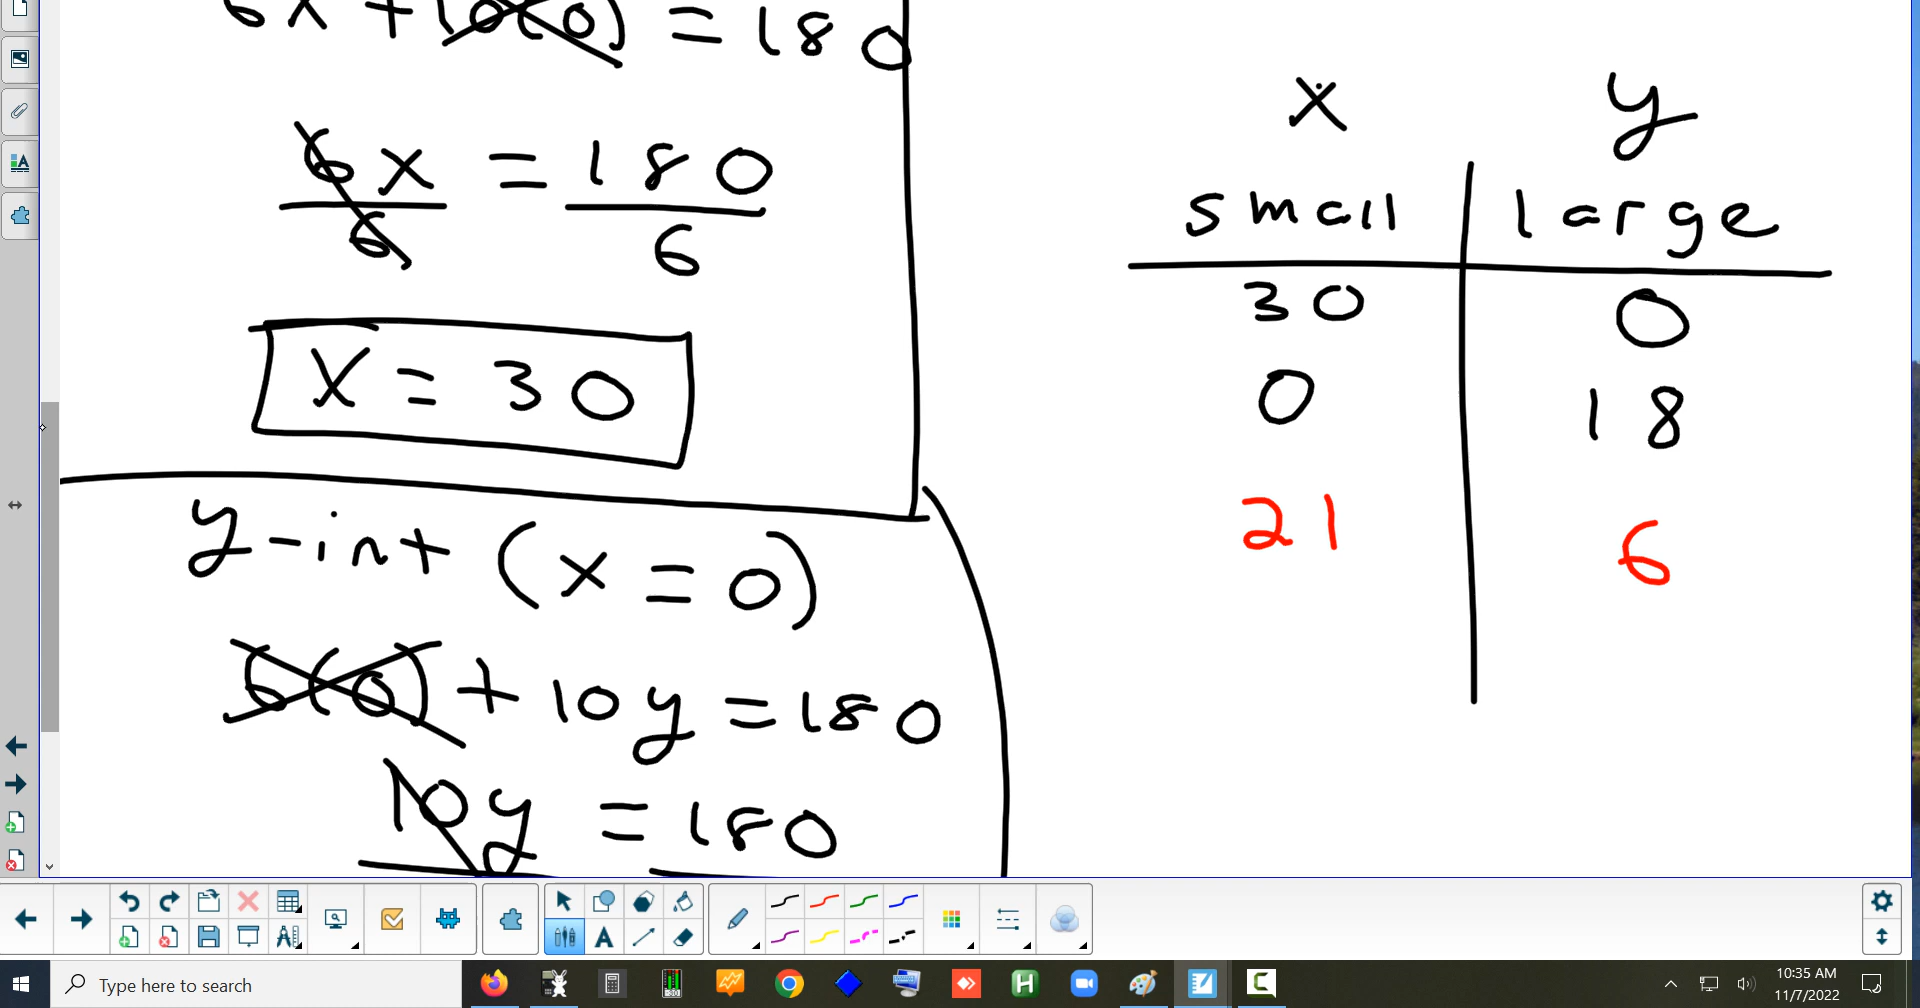 6x + 10(0) = 180
6x = 180
6 6
x = 30
y-int (x = 0)
6(0) + 10y = 180
10y = 180
x y
small large
30 0
0 18
21 6
Type here to search
10:35 AM
11/7/2022